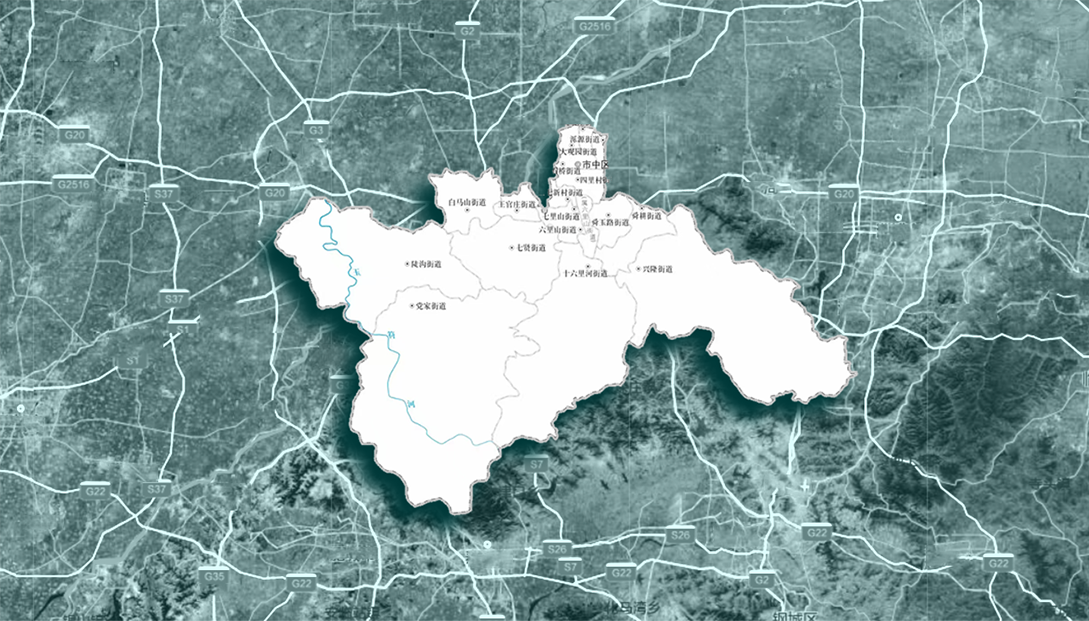 G2
G2516
G3
G20
G2516
S37
G20
G20
泺源街道
大观园街道
市中区
四里村
白马山街道
王官庄街道
七里山街道
舜玉路街道
舜耕街道
六里山街道
七贤街道
陡沟街道
十六里河街道
兴隆街道
党家街道
玉
符
河
S37
S1
S1
S7
G22
S37
S26
S26
G22
G35
G22
S7
G22
G2
G22
马湾乡
钢城区